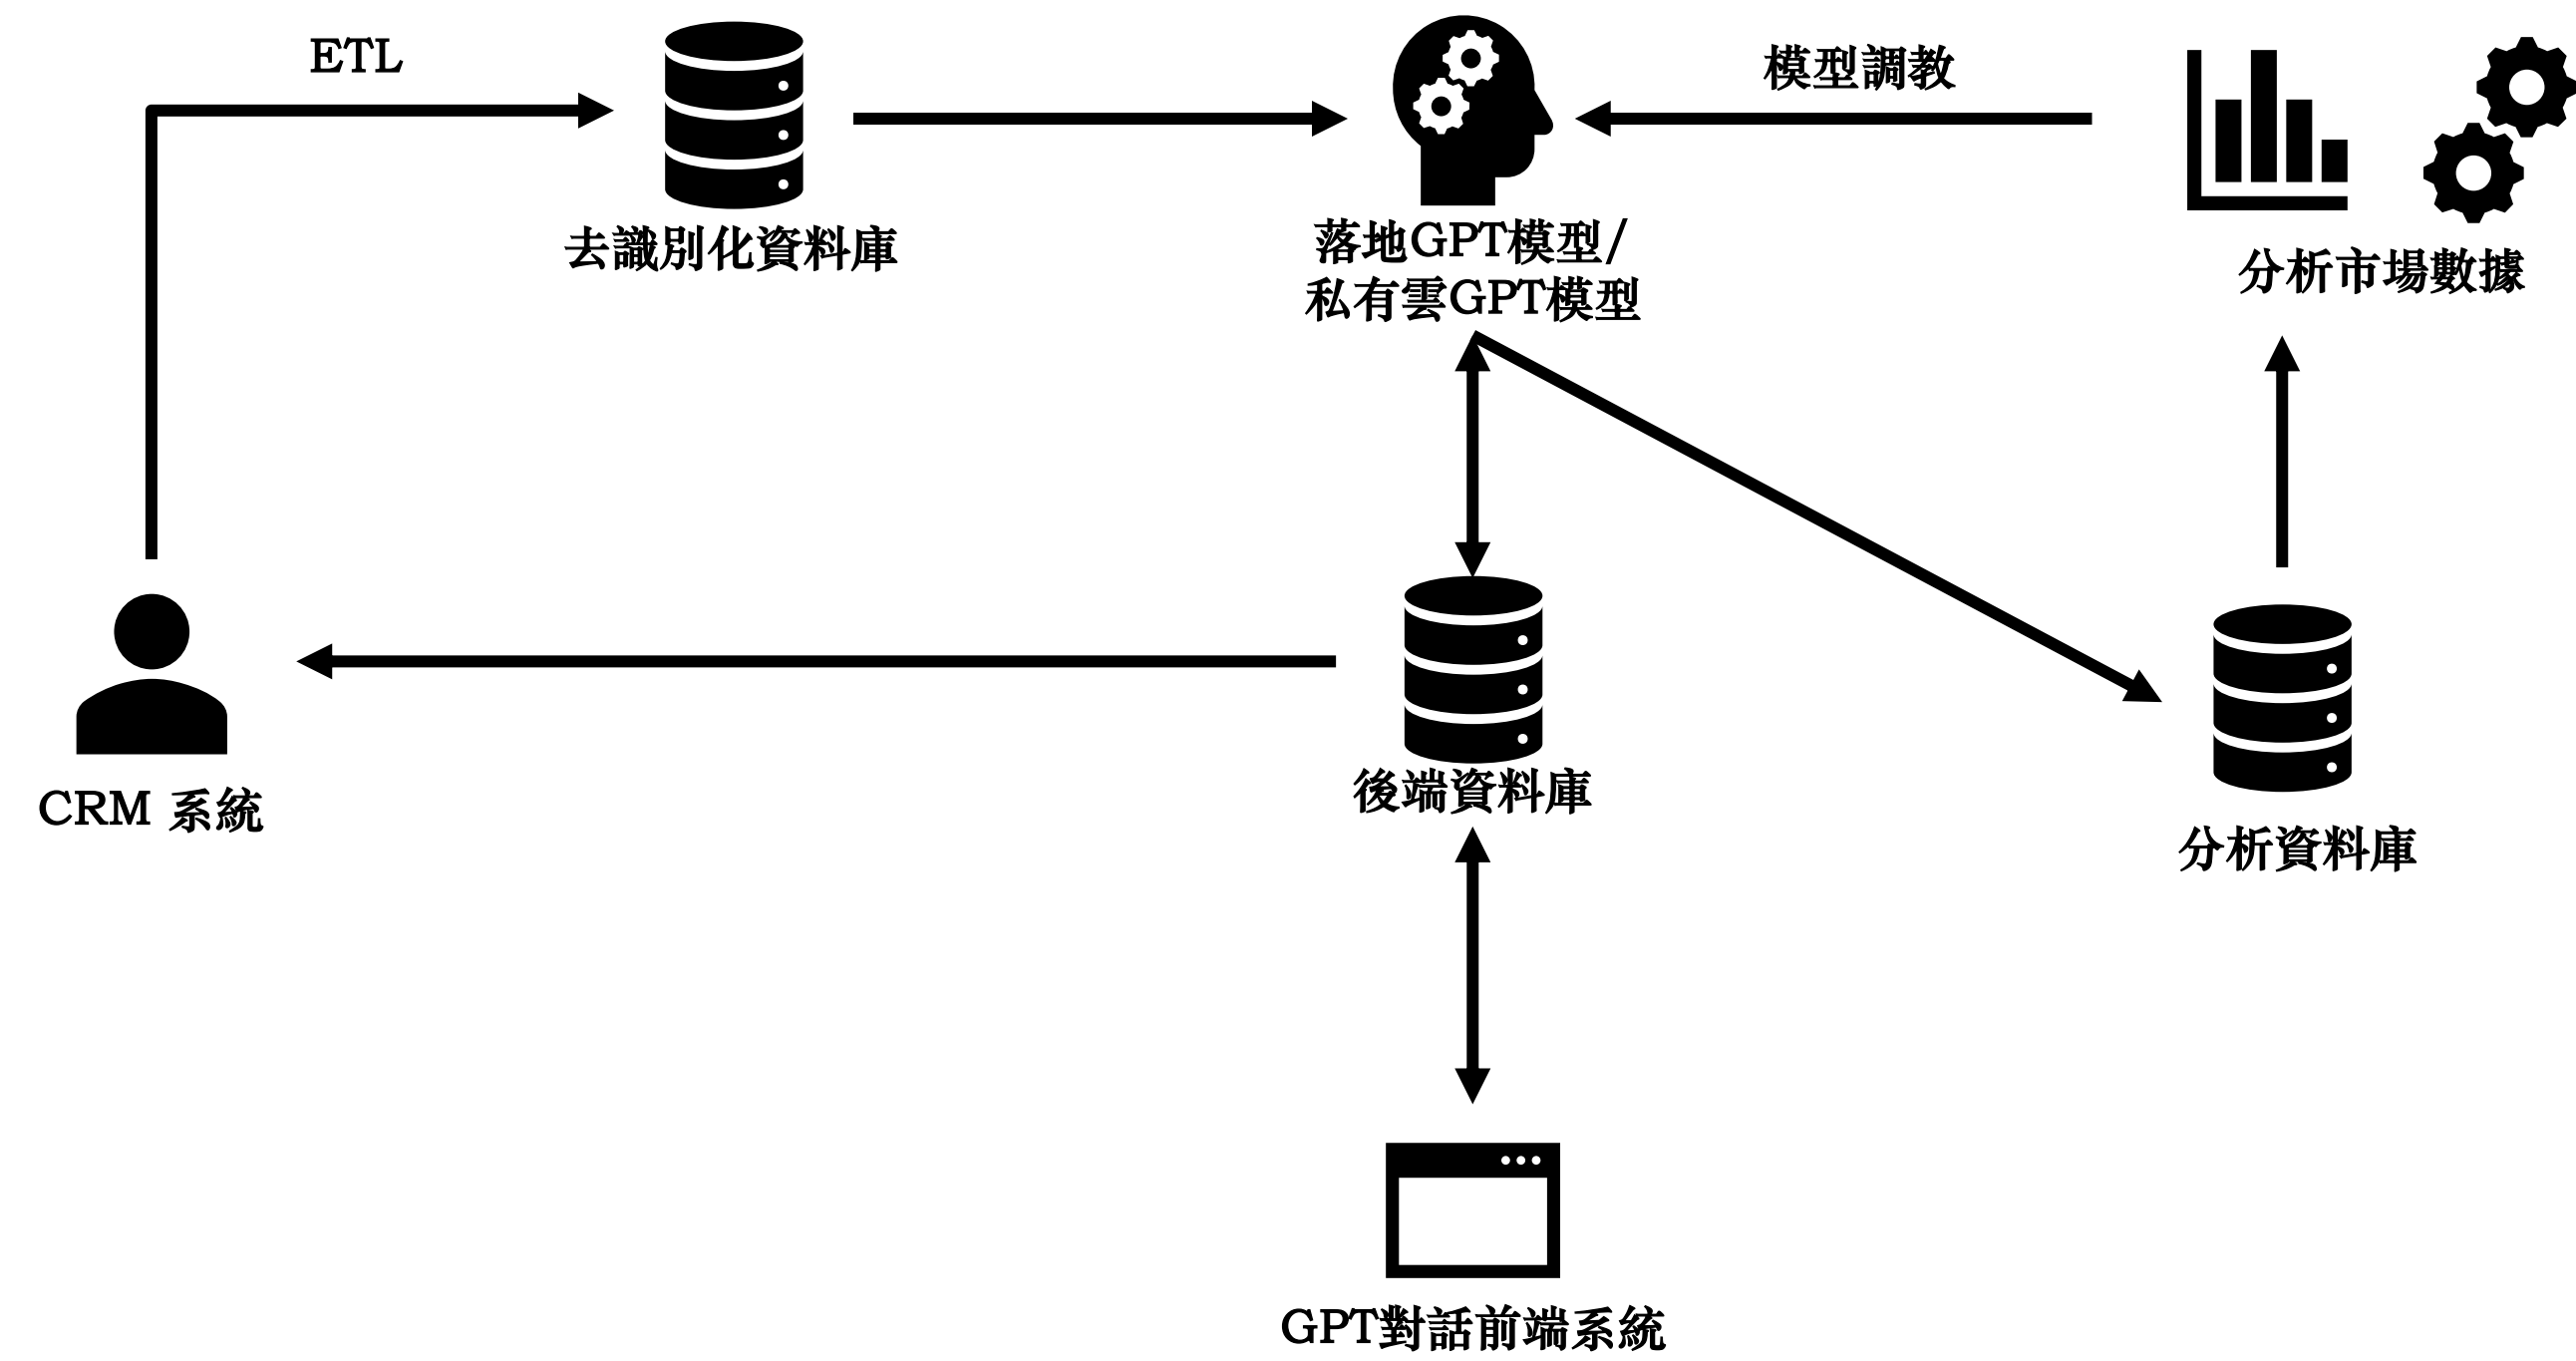 ETL
模型調教
去識別化資料庫
落地GPT模型/
私有雲GPT模型
分析市場數據
CRM 系統
後端資料庫
分析資料庫
GPT對話前端系統